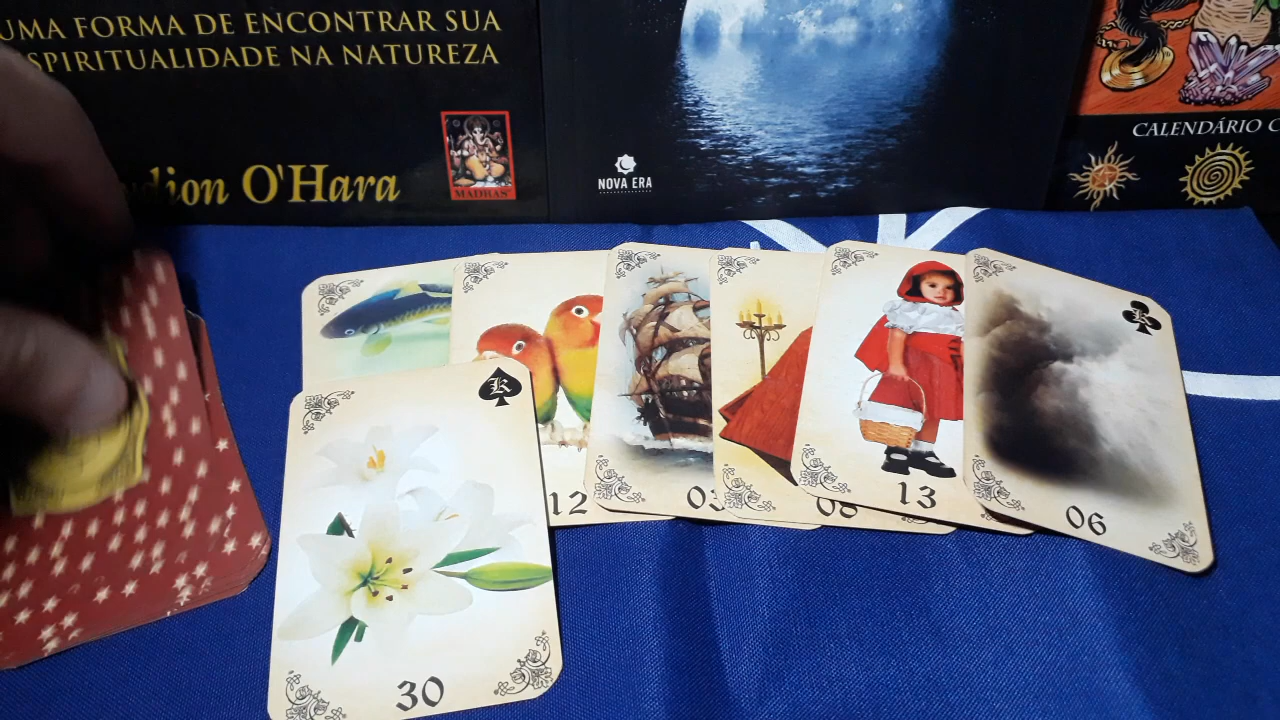 UMA FORMA DE ENCONTRAR SUA
SPIRITUALIDADE NA NATUREZA
dion O'Hara
MADRAS
NOVA ERA
CALENDÁRIO C
K
K
12
03
08
13
06
30